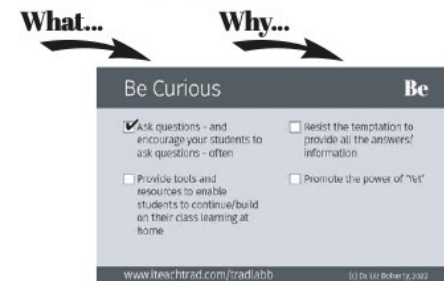 What...
Why...
Be Curious
Be
Ask questions - and
encourage your students to
ask questions - often
Provide tools and
resources to enable
students to continue/build
on their class learning at
home
Resist the temptation to
provide all the answers/
information
Promote the power of 'Yet'
www.iteachtrad.com/tradlabb
(c) Dr. Liz Doherty, 2022